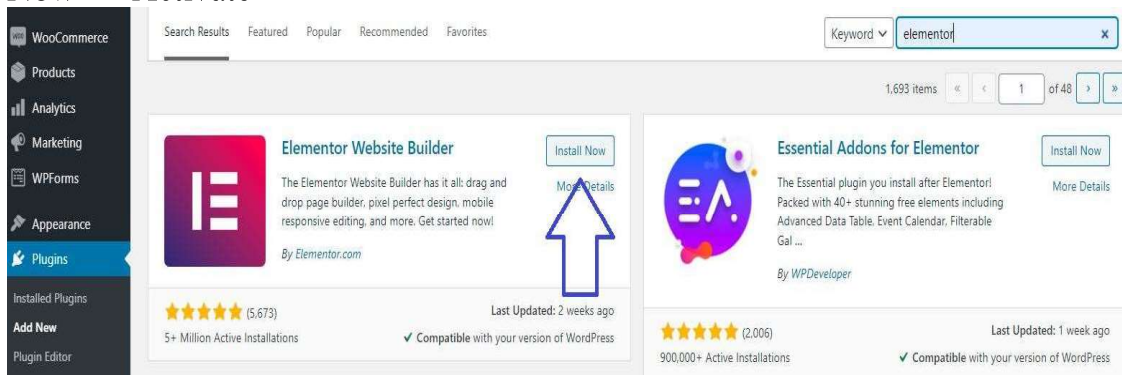 Now → Activate
WooCommerce
Products
Analytics
Marketing
WPForms
Appearance
Plugins
Installed Plugins
Add New
Plugin Editor
Search Results Featured Popular Recommended Favorites
Keyword elementor x
1,693 items « ‹ 1 of 48 › »
Elementor Website Builder
Install Now
The Elementor Website Builder has it all: drag and
More Details
drop page builder, pixel perfect design, mobile
responsive editing, and more. Get started now!
By Elementor.com
(5,673)
Last Updated: 2 weeks ago
5+ Million Active Installations
✓ Compatible with your version of WordPress
Essential Addons for Elementor
Install Now
The Essential plugin you install after Elementor!
More Details
Packed with 40+ stunning free elements including
Advanced Data Table, Event Calendar, Filterable
Gal ...
By WPDeveloper
(2,006)
Last Updated: 1 week ago
900,000+ Active Installations
✓ Compatible with your version of WordPress